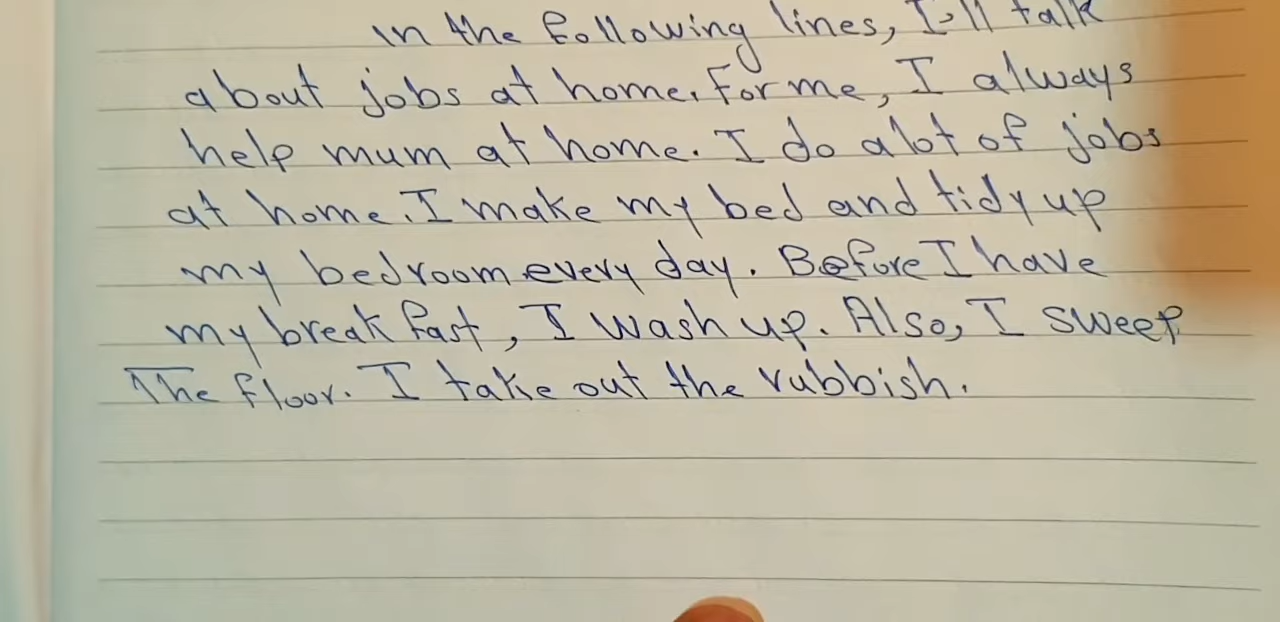 in the following lines, I'll talk
about jobs at home. For me, I always
help mum at home. I do a lot of jobs
at home. I make my bed and tidy up
my bedroom every day. Before I have
my breakfast, I wash up. Also, I sweep
The floor. I take out the rubbish.